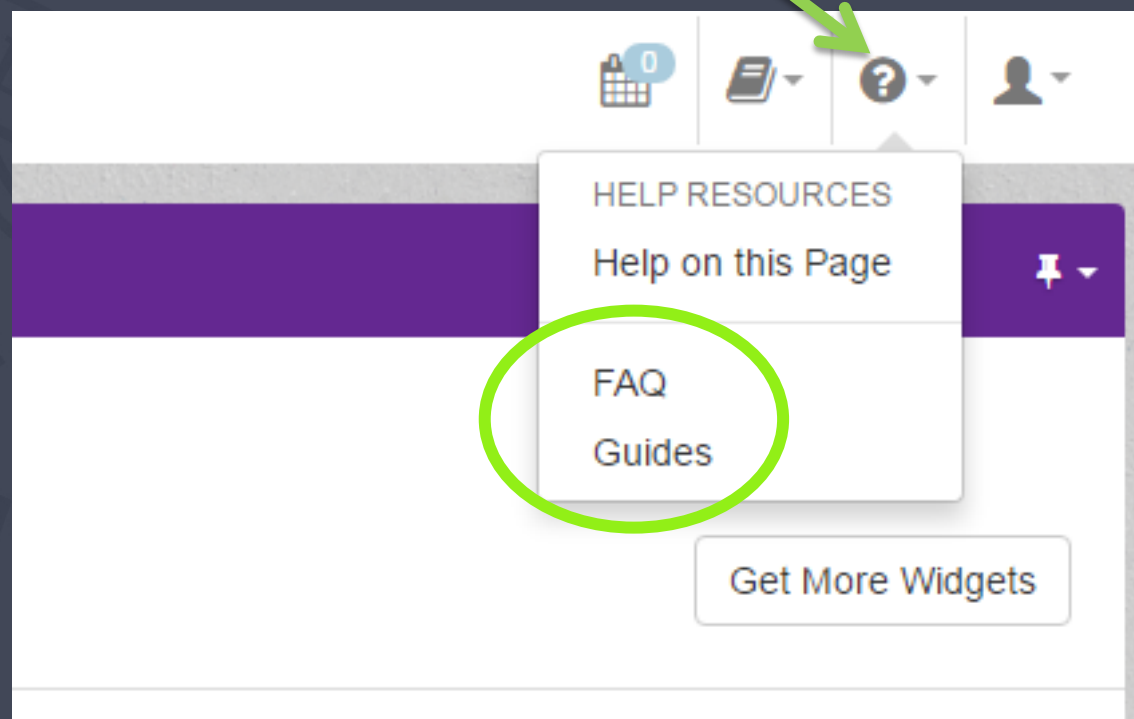 0
HELP RESOURCES
Help on this Page
FAQ
Guides
Get More Widgets